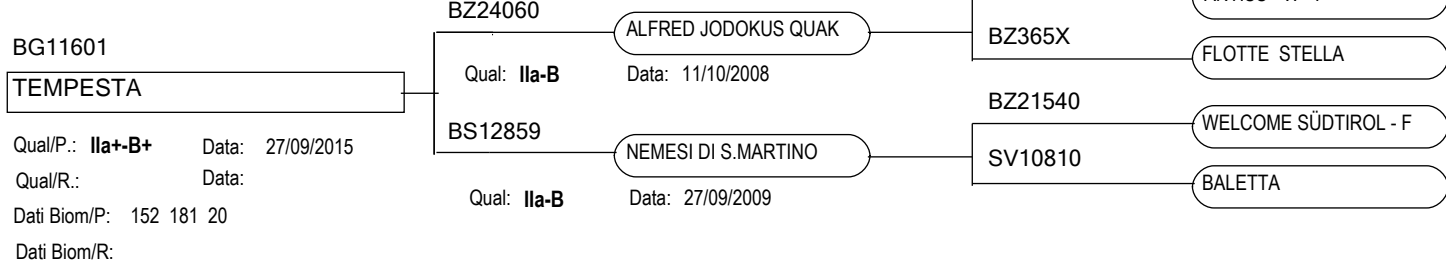 BZ24060
ALFRED JODOKUS QUAK
BZ365X
BG11601
FLOTTE STELLA
Qual: IIa-B Data: 11/10/2008
TEMPESTA
BZ21540
WELCOME SÜDTIROL - F
BS12859
Qual/P.: IIa+-B+ Data: 27/09/2015
NEMESI DI S.MARTINO
SV10810
Qual/R.: Data:
BALETTA
Qual: IIa-B Data: 27/09/2009
Dati Biom/P: 152 181 20
Dati Biom/R: